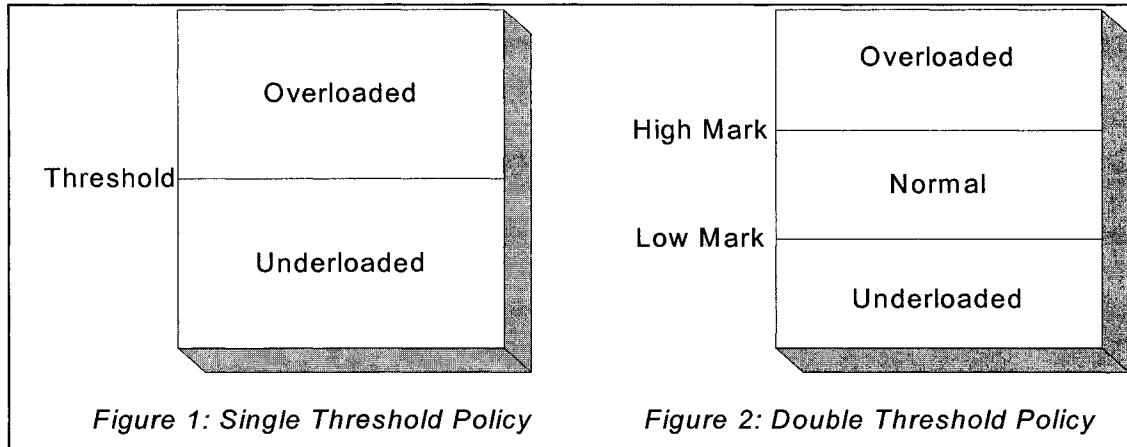 Overloaded
Threshold
Underloaded
Figure 1: Single Threshold Policy
Overloaded
High Mark
Normal
Low Mark
Underloaded
Figure 2: Double Threshold Policy